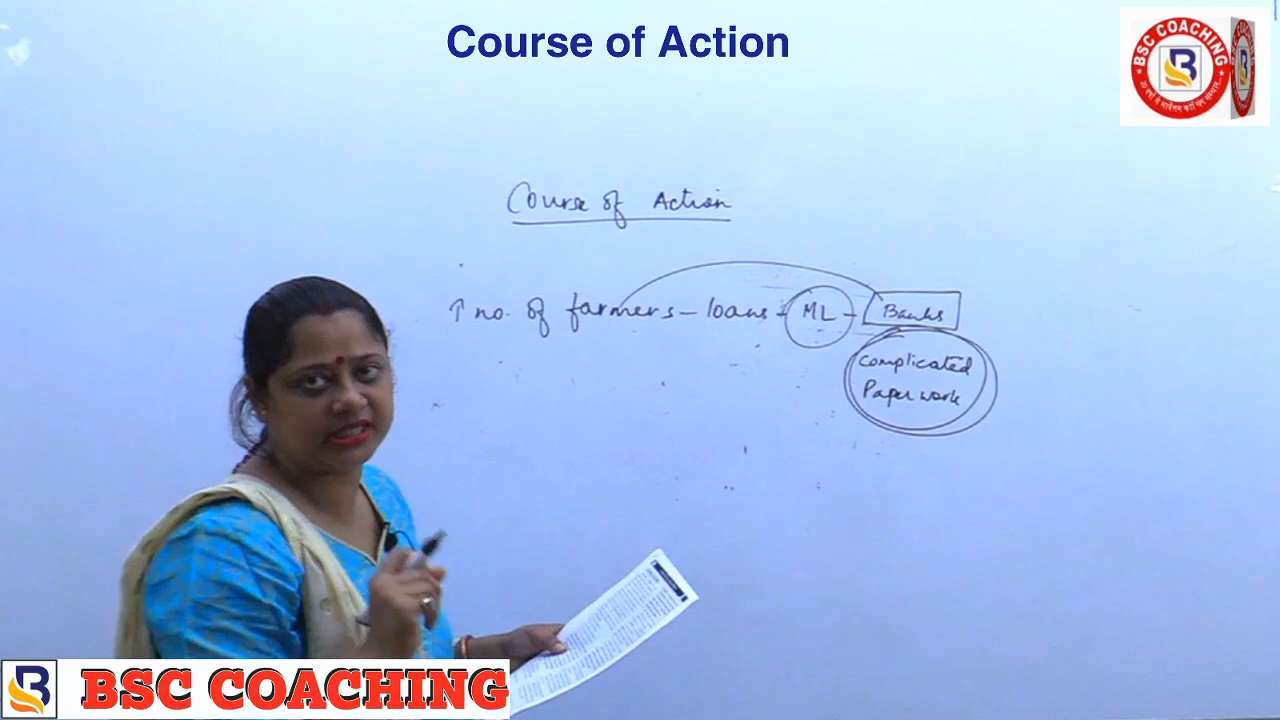 Course of Action
BSC COACHING
B
Course of Action
↑ no. of farmers – loans – ML – Banks
complicated
Paper work
B
BSC COACHING